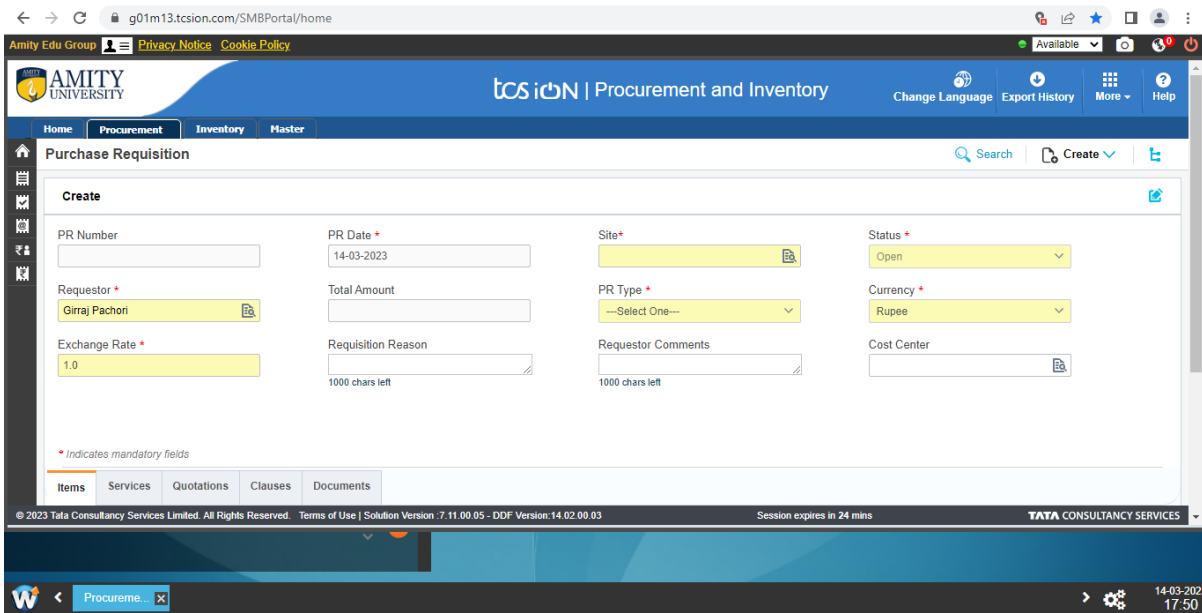 g01m13.tcsion.com/SMBPortal/home
Amity Edu Group Privacy Notice Cookie Policy Available 0
AMITY
AMITY UNIVERSITY tcs iON | Procurement and Inventory Change Language Export History More Help
Home Procurement Inventory Master
Purchase Requisition Search Create
Create
PR Number PR Date * Site* Status *
14-03-2023 Open
Requestor * Total Amount PR Type * Currency *
Girraj Pachori ---Select One--- Rupee
Exchange Rate * Requisition Reason Requestor Comments Cost Center
1.0
1000 chars left 1000 chars left
* Indicates mandatory fields
Items Services Quotations Clauses Documents
© 2023 Tata Consultancy Services Limited. All Rights Reserved. Terms of Use | Solution Version :7.11.00.05 - DDF Version:14.02.00.03 Session expires in 24 mins TATA CONSULTANCY SERVICES
W Procureme... 14-03-202
17:50